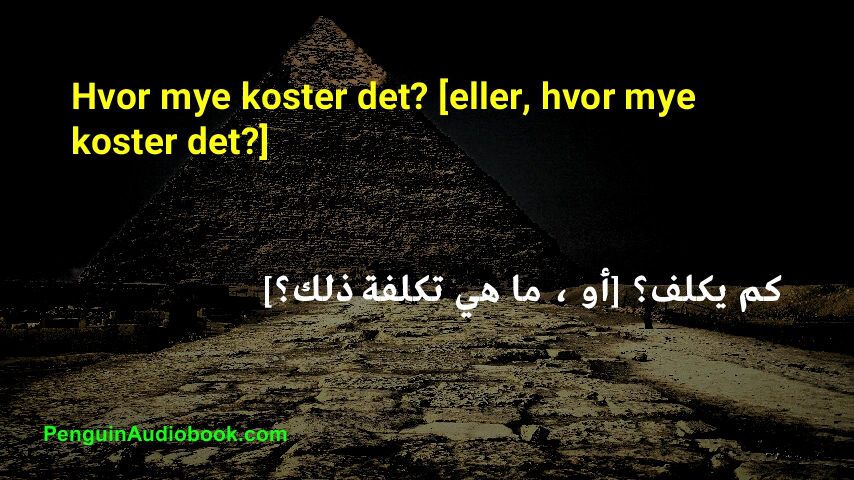 Hvor mye koster det? [eller, hvor mye
koster det?]
كم يكلف؟ [أو ، ما هي تكلفة ذلك؟]
PenguinAudiobook.com